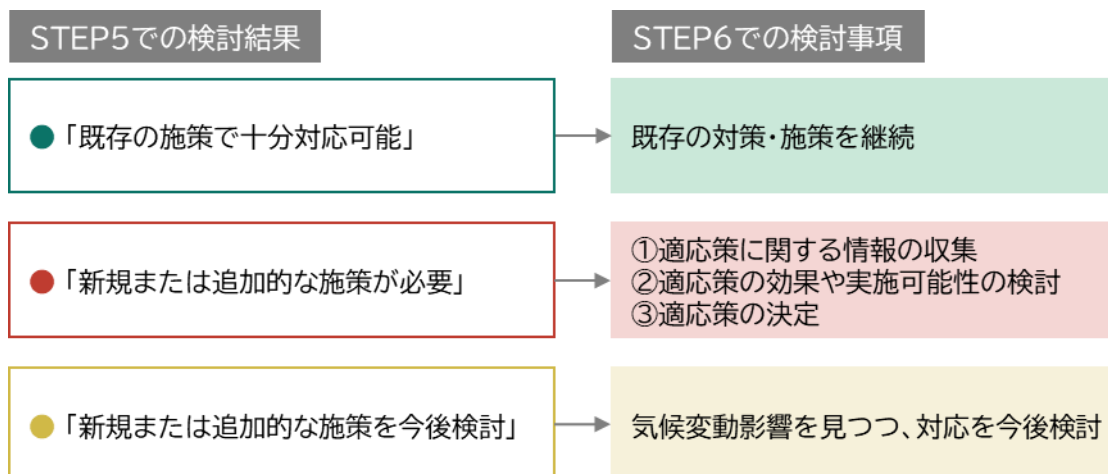 STEP5での検討結果
STEP6での検討事項
「既存の施策で十分対応可能」
既存の対策・施策を継続
「新規または追加的な施策が必要」
①適応策に関する情報の収集
②適応策の効果や実施可能性の検討
③適応策の決定
「新規または追加的な施策を今後検討」
気候変動影響を見つつ、対応を今後検討